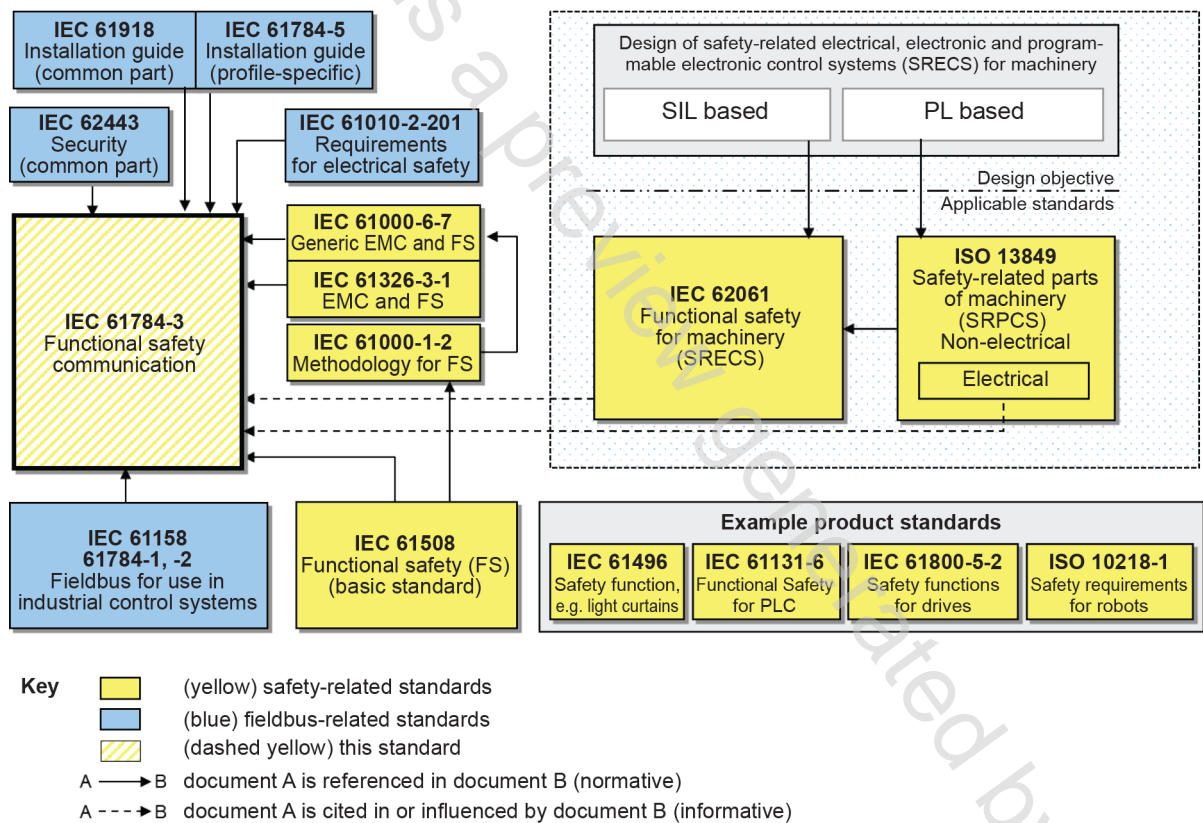 IEC 61918
Installation guide
(common part)
IEC 61784-5
Installation guide
(profile-specific)
IEC 62443
Security
(common part)
IEC 61010-2-201
Requirements
for electrical safety
IEC 61000-6-7
Generic EMC and FS
IEC 61326-3-1
EMC and FS
IEC 61000-1-2
Methodology for FS
IEC 61784-3
Functional safety
communication
IEC 61158
61784-1, -2
Fieldbus for use in
industrial control systems
IEC 61508
Functional safety (FS)
(basic standard)
Design of safety-related electrical, electronic and program-
mable electronic control systems (SRECS) for machinery
SIL based
PL based
Design objective
Applicable standards
IEC 62061
Functional safety
for machinery
(SRECS)
ISO 13849
Safety-related parts
of machinery
(SRPCS)
Non-electrical
Electrical
Example product standards
IEC 61496
Safety function,
e.g. light curtains
IEC 61131-6
Functional Safety
for PLC
IEC 61800-5-2
Safety functions
for drives
ISO 10218-1
Safety requirements
for robots
Key
(yellow) safety-related standards
(blue) fieldbus-related standards
(dashed yellow) this standard
A B document A is referenced in document B (normative)
A B document A is cited in or influenced by document B (informative)
is a preview generated by